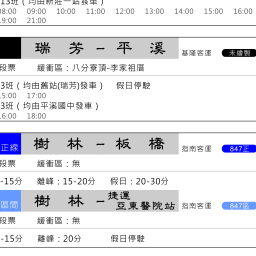 13班（均由新莊一站發車）
08:00 09:00 10:00 11:00 12:00 13:00 14:00 15:00 16:00
19:00 21:00
瑞芳－平溪 基隆客運 未繪製
段票 緩衝區：八分寮頂-李家祖厝
3班（均由舊站(瑞芳)發車） 假日停駛
15:00 17:00
3班（均由平溪國中發車）
16:00 18:00
正線 樹林－板橋 指南客運 847正
段票 緩衝區：無
-15分 離峰：15-20分 假日：20-30分
區間 樹林－捷運亞東醫院站 指南客運 847區
段票 緩衝區：無
-15分 離峰：20分 假日停駛